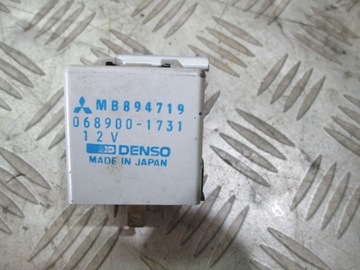 MB894719
068900-1731
12V
DENSO
MADE IN JAPAN